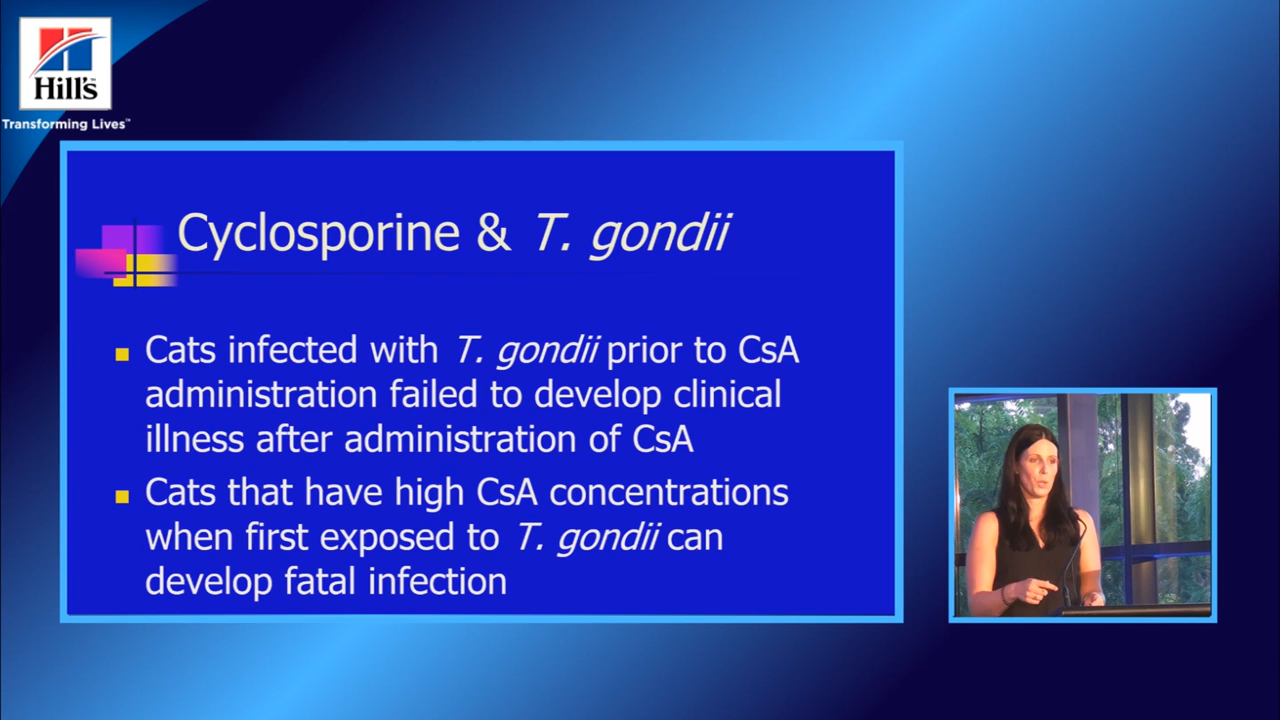 Hill's™
Transforming Lives™
Cyclosporine & T. gondii
Cats infected with T. gondii prior to CsA
administration failed to develop clinical
illness after administration of CsA
Cats that have high CsA concentrations
when first exposed to T. gondii can
develop fatal infection